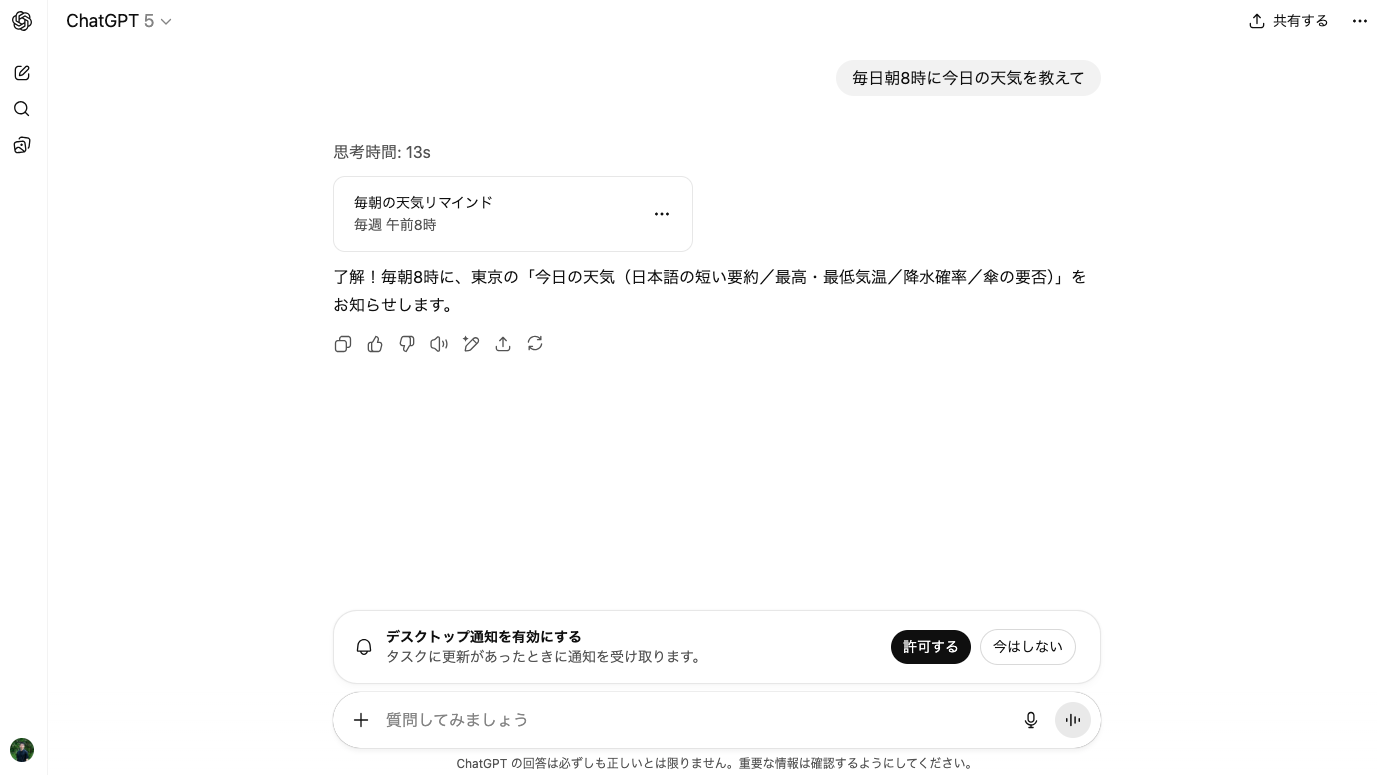 ChatGPT 5
共有する
毎日朝8時に今日の天気を教えて
思考時間: 13s
毎朝の天気リマインド
毎週 午前8時
了解！毎朝8時に、東京の「今日の天気（日本語の短い要約／最高・最低気温／降水確率／傘の要否）」を
お知らせします。
デスクトップ通知を有効にする
タスクに更新があったときに通知を受け取ります。
許可する
今はしない
質問してみましょう
ChatGPT の回答は必ずしも正しいとは限りません。重要な情報は確認するようにしてください。